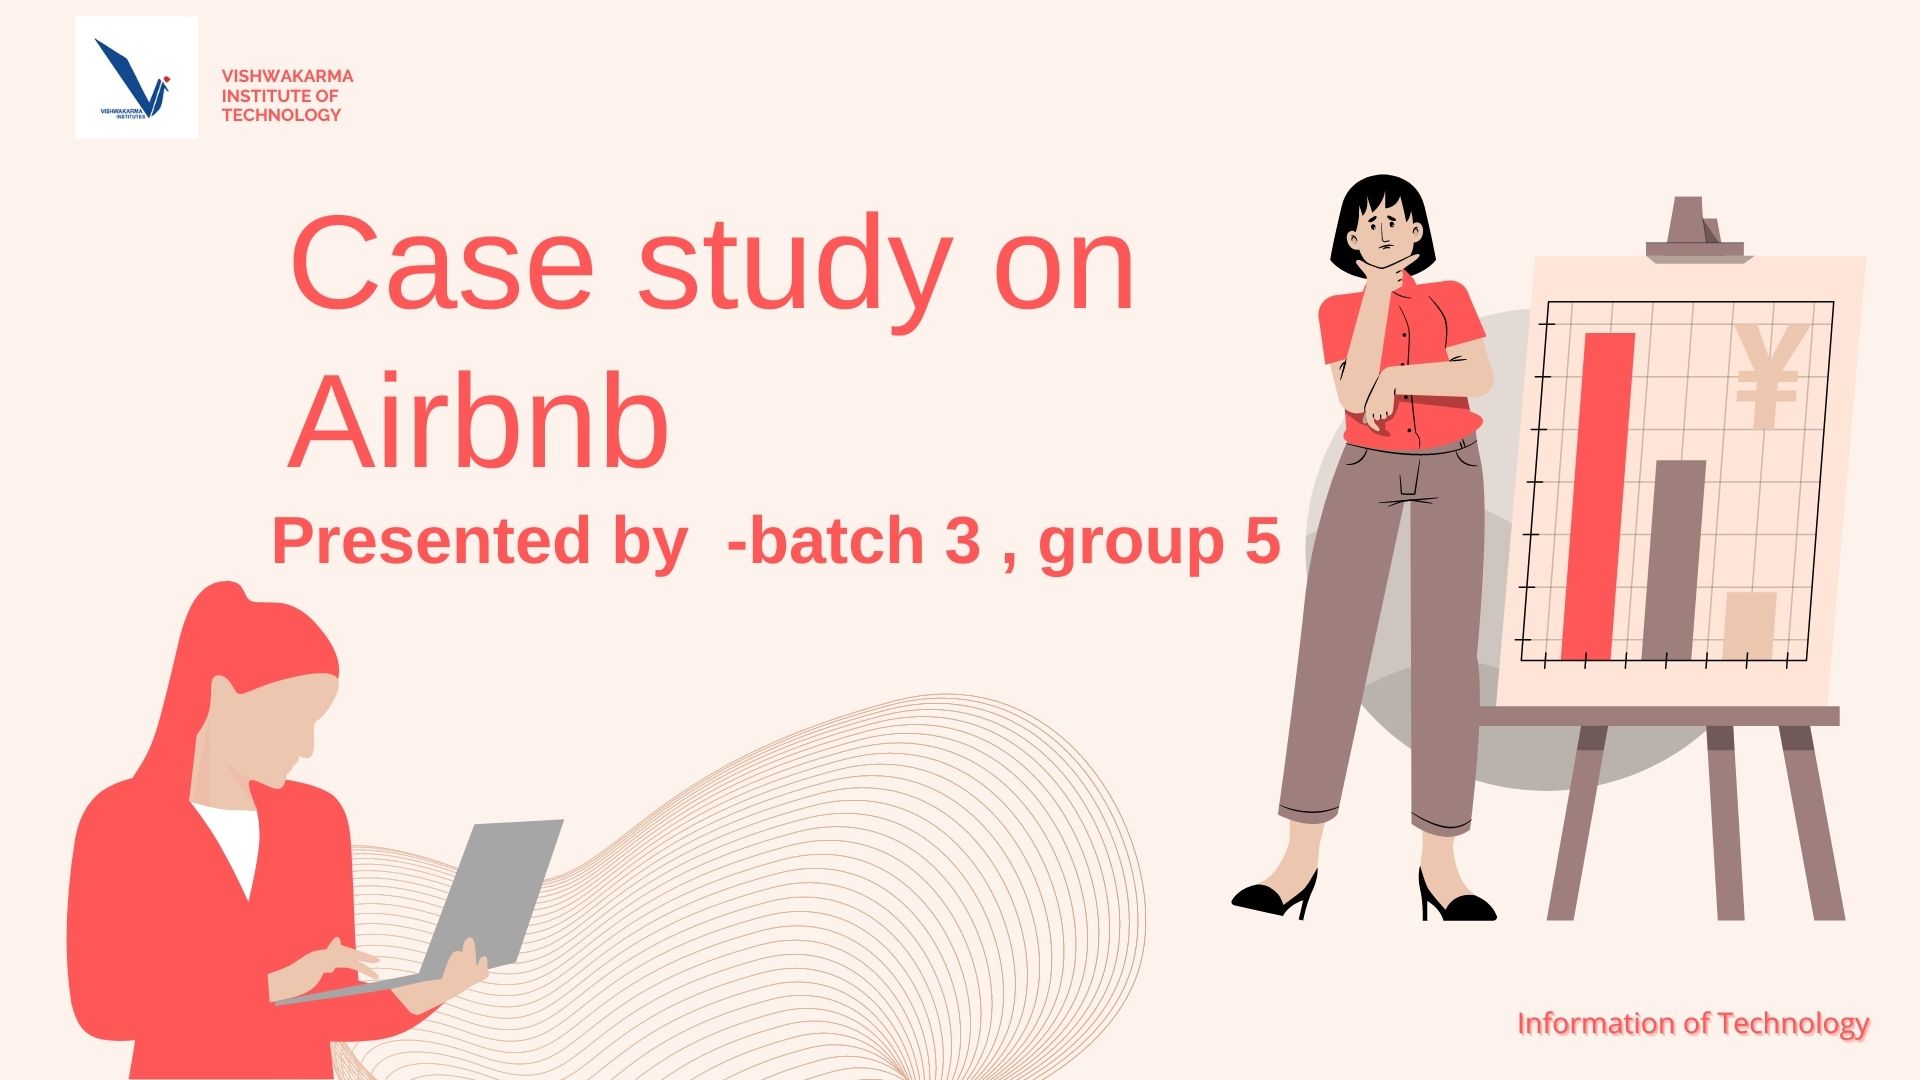 VISHWAKARMA
INSTITUTES
VISHWAKARMA
INSTITUTE OF
TECHNOLOGY
Case study on
Airbnb
Presented by  -batch 3 , group 5
¥
Information of Technology